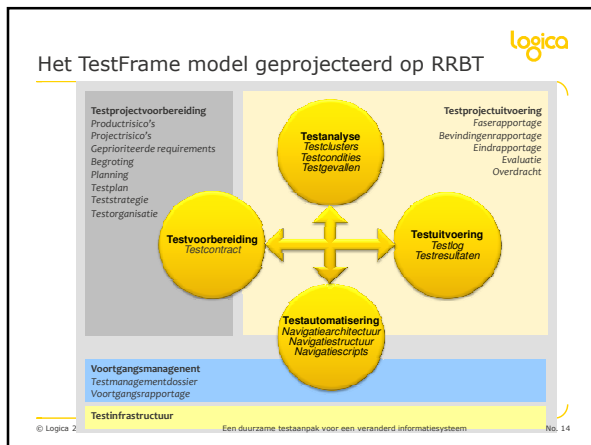 logica
Het TestFrame model geprojecteerd op RRBT
Testprojectvoorbereiding
Productrisico's
Projectrisico's
Geprioriteerde requirements
Begroting
Planning
Testplan
Teststrategie
Testorganisatie
Testprojectuitvoering
Faserapportage
Bevindingenrapportage
Eindrapportage
Evaluatie
Overdracht
Testanalyse
Testclusters
Testcondities
Testgevallen
Testvoorbereiding
Testcontract
Testuitvoering
Testlog
Testresultaten
Testautomatisering
Navigatiearchitectuur
Navigatiestructuur
Navigatiescripts
Voortgangsmanagement
Testmanagementdossier
Voortgangsrapportage
Testinfrastructuur
© Logica 2
Een duurzame testaanpak voor een veranderd informatiesysteem
No. 14